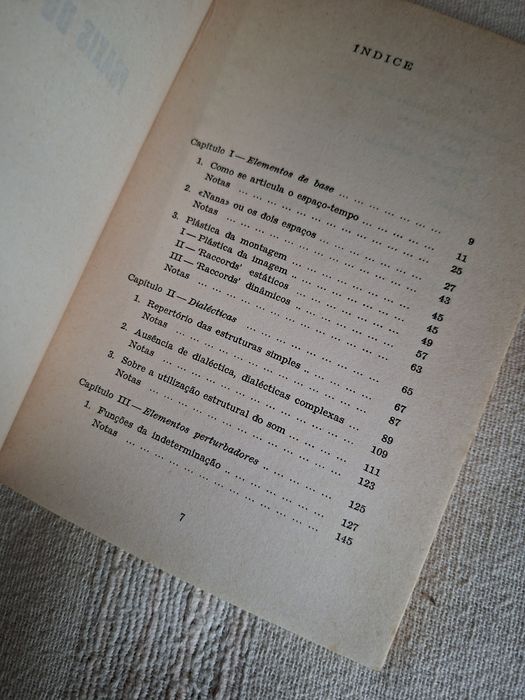 ÍNDICE
Capítulo I — Elementos de base ... ... ... ... ... ... 9
1. Como se articula o espaço-tempo ... ... ... ... 11
Notas ... ... ... ... ... ... ... ... ... ... 25
2. «Nana» ou os dois espaços ... ... ... ... ... 27
Notas ... ... ... ... ... ... ... ... ... ... 43
3. Plástica da montagem ... ... ... ... ... ... 45
I — Plástica da imagem ... ... ... ... ... ... 45
II — 'Raccords' estáticos ... ... ... ... ... ... 49
III — 'Raccords' dinâmicos ... ... ... ... ... 57
Notas ... ... ... ... ... ... ... ... ... ... 63
Capítulo II — Dialécticas ... ... ... ... ... ... ... 65
1. Repertório das estruturas simples .. ... ... ... 67
Notas ... ... ... ... ... ... ... ... ... ... 87
2. Ausência de dialéctica, dialécticas complexas ... 89
Notas ... ... ... ... ... ... ... ... ... ... 109
3. Sobre a utilização estrutural do som ... ... ... 111
Notas ... ... ... ... ... ... ... ... ... ... 123
Capítulo III — Elementos perturbadores .. ... ... ... ... 125
1. Funções da indeterminação ... ... ... ... ... 127
Notas ... ... ... ... ... ... ... ... ... ... 145
7